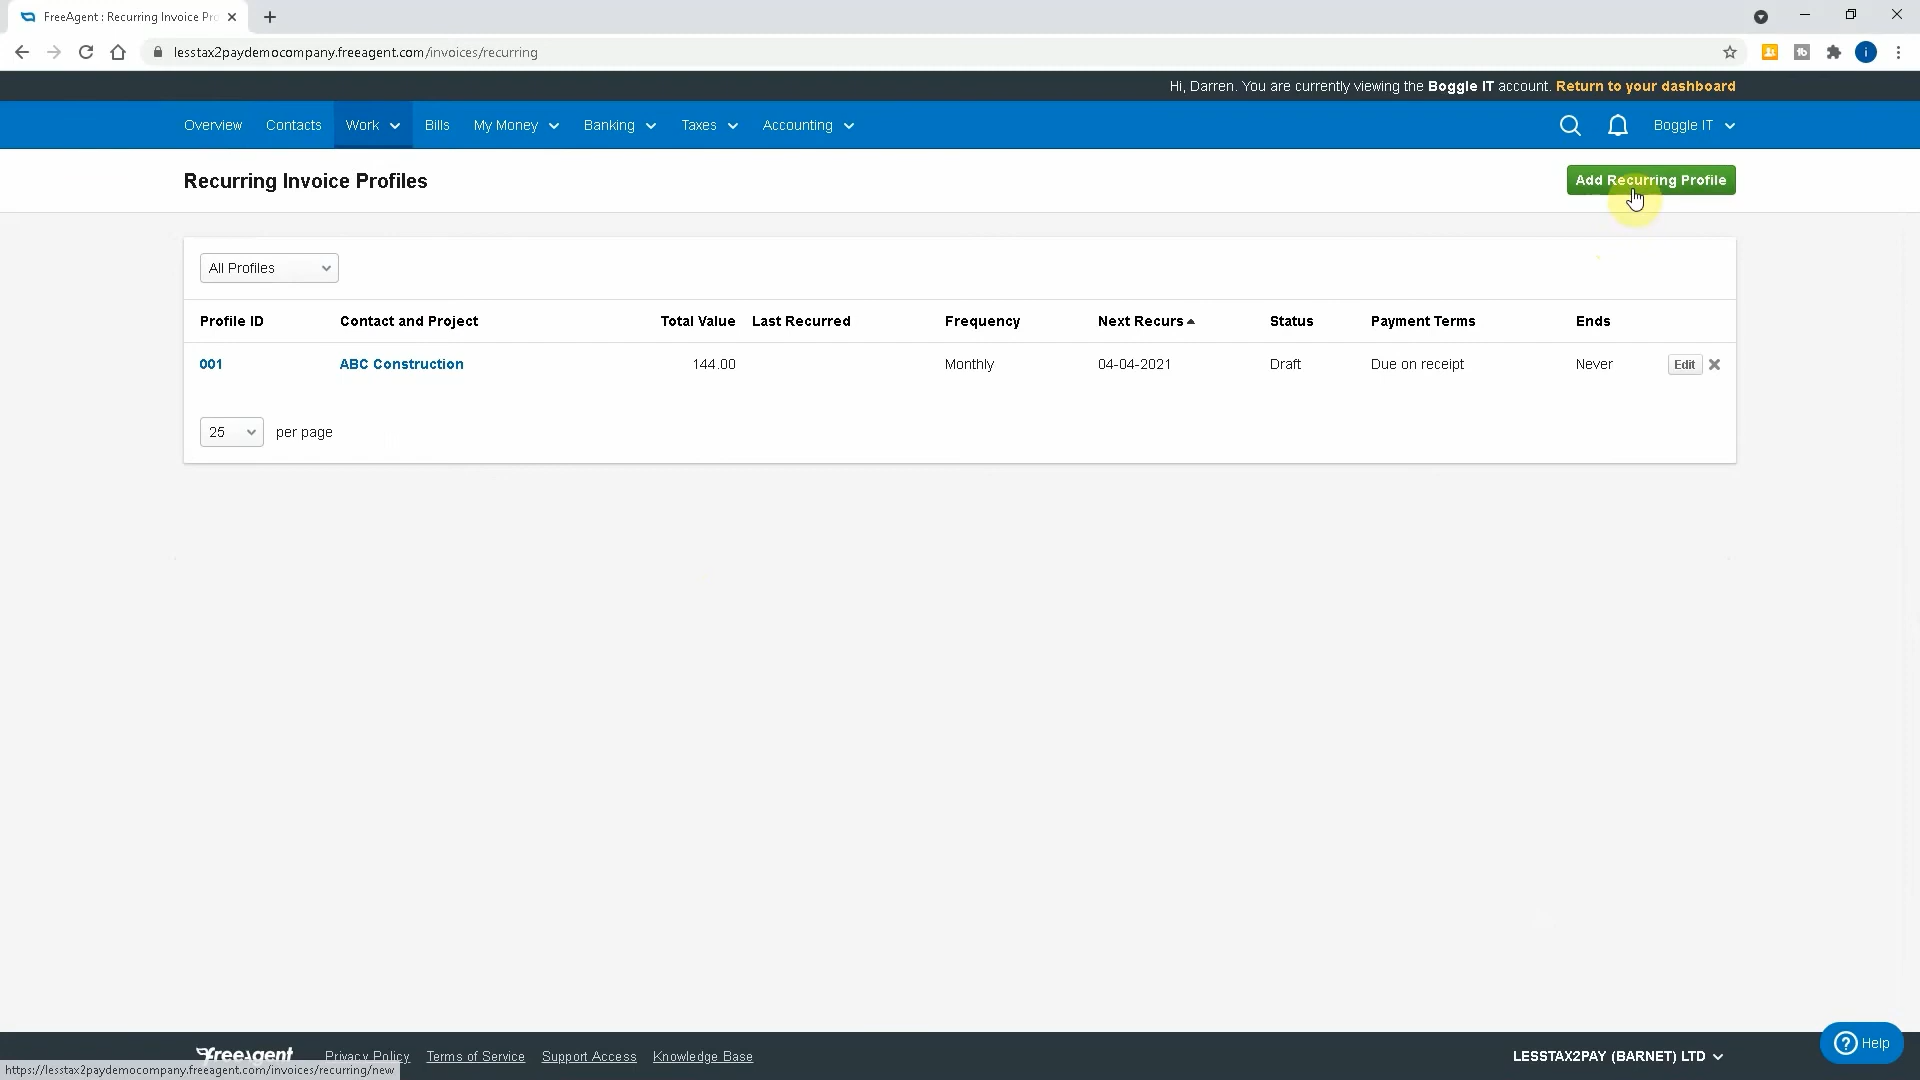 FreeAgent : Recurring Invoice Pro
lesstax2paydemocompany.freeagent.com/invoices/recurring
Hi, Darren. You are currently viewing the Boggle IT account. Return to your dashboard
Overview Contacts Work Bills My Money Banking Taxes Accounting Boggle IT
Recurring Invoice Profiles Add Recurring Profile
All Profiles
Profile ID Contact and Project Total Value Last Recurred Frequency Next Recurs Status Payment Terms Ends
001 ABC Construction 144.00 Monthly 04-04-2021 Draft Due on receipt Never Edit
25 per page
freeagent Privacy Policy Terms of Service Support Access Knowledge Base LESSTAX2PAY (BARNET) LTD Help
https://lesstax2paydemocompany.freeagent.com/invoices/recurring/new